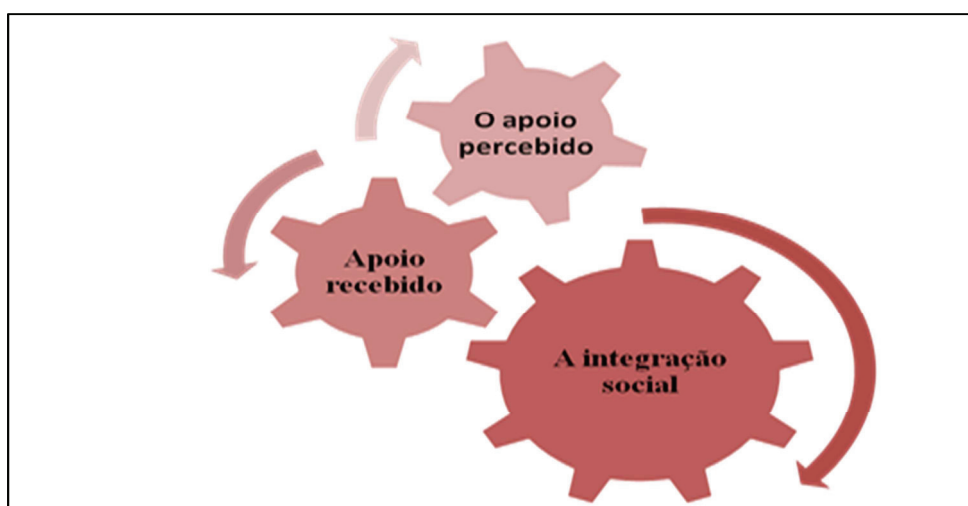 O apoio
percebido
Apoio
recebido
A integração
social